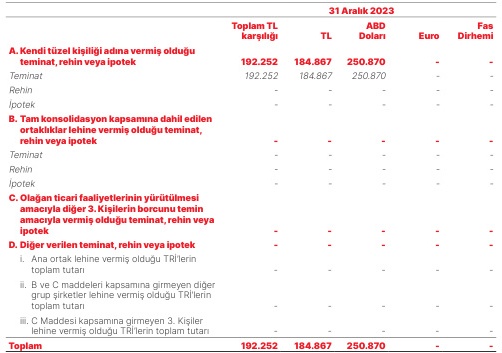 31 Aralık 2023
Toplam TL karşılığı TL ABD Doları Euro Fas Dirhemi
A. Kendi tüzel kişiliği adına vermiş olduğu
teminat, rehin veya ipotek 192.252 184.867 250.870 - -
Teminat 192.252 184.867 250.870 - -
Rehin - - - - -
İpotek - - - - -
B. Tam konsolidasyon kapsamına dahil edilen
ortaklıklar lehine vermiş olduğu teminat,
rehin veya ipotek - - - - -
Teminat - - - - -
Rehin - - - - -
İpotek - - - - -
C. Olağan ticari faaliyetlerinin yürütülmesi
amacıyla diğer 3. Kişilerin borcunu temin
amacıyla vermiş olduğu teminat, rehin veya
ipotek - - - - -
D. Diğer verilen teminat, rehin veya ipotek - - - - -
i. Ana ortak lehine vermiş olduğu TRİ'lerin
toplam tutarı - - - - -
ii. B ve C maddeleri kapsamına girmeyen diğer
grup şirketler lehine vermiş olduğu TRİ'lerin
toplam tutarı - - - - -
iii. C Maddesi kapsamına girmeyen 3. Kişiler
lehine vermiş olduğu TRİ'lerin toplam tutarı - - - - -
Toplam 192.252 184.867 250.870 - -